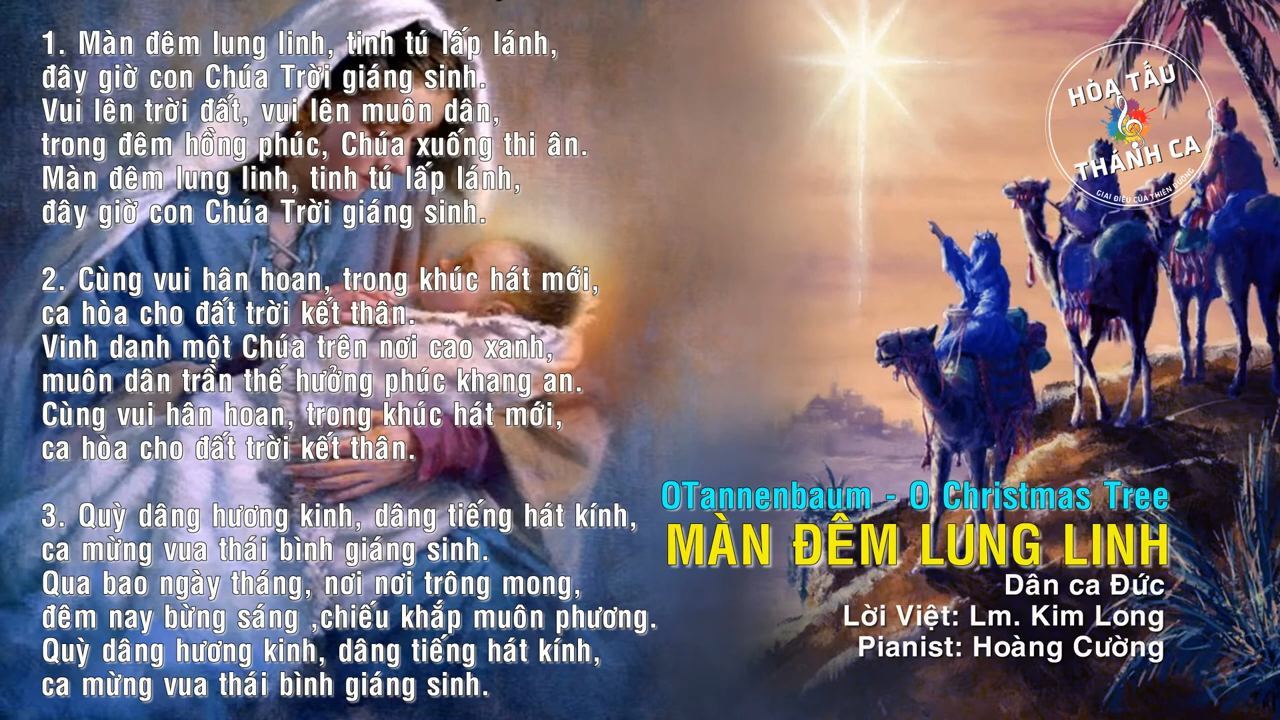 1. Màn đêm lung linh, tinh tú lấp lánh,
đây giờ con Chúa Trời giáng sinh.
Vui lên trời đất, vui lên muôn dân,
trong đêm hồng phúc, Chúa xuống thi ân.
Màn đêm lung linh, tinh tú lấp lánh,
đây giờ con Chúa Trời giáng sinh.
2. Cùng vui hân hoan, trong khúc hát mới,
ca hòa cho đất trời kết thân.
Vinh danh một Chúa trên nơi cao xanh,
muôn dân trần thế hưởng phúc khang an.
Cùng vui hân hoan, trong khúc hát mới,
ca hòa cho đất trời kết thân.
3. Quỳ dâng hương kinh, dâng tiếng hát kính,
ca mừng vua thái bình giáng sinh.
Qua bao ngày tháng, nơi nơi trông mong,
đêm nay bừng sáng ,chiếu khắp muôn phương.
Quỳ dâng hương kinh, dâng tiếng hát kính,
ca mừng vua thái bình giáng sinh.
HÒA TẤU
THÁNH CA
GIAI ĐIỆU CỦA THIÊN ĐƯỜNG
OTannenbaum - O Christmas Tree
MÀN ĐÊM LUNG LINH
Dân ca Đức
Lời Việt: Lm. Kim Long
Pianist: Hoàng Cường